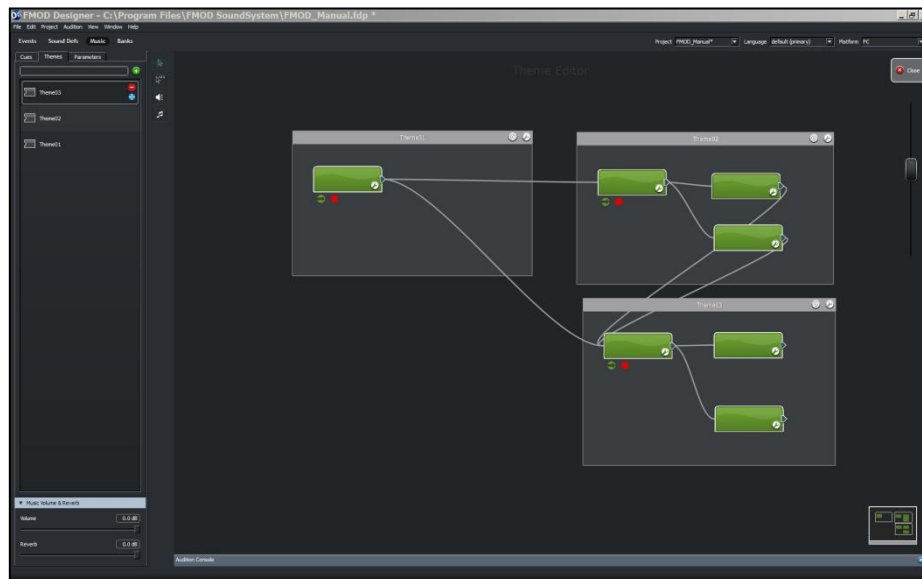 FMOD Designer - C:\Program Files\FMOD SoundSystem\FMOD_Manual.fdp *
File Edit Project Audition View Window Help
Events Sound Defs Music Banks
Project FMOD_Manual* Language default (primary) Platform PC
Cues Themes Parameters
Theme Editor
Close
Theme03
Theme02
Theme01
Theme01
Theme02
Theme03
Music Volume & Reverb
Volume 0.0 dB
Reverb 0.0 dB
Audition Console